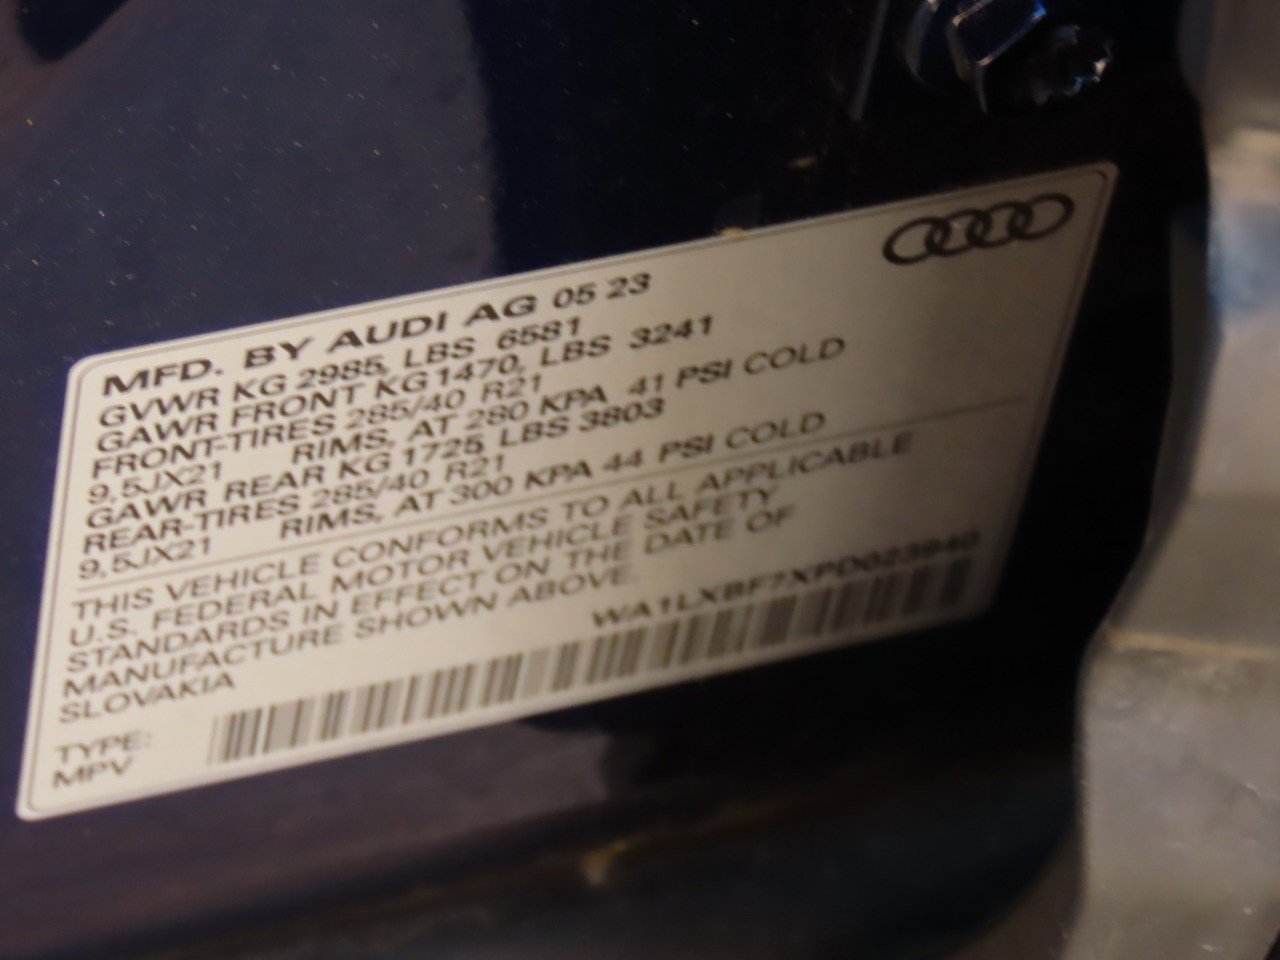 MFD. BY AUDI AG 05 23
GVWR KG 2985, LBS 6581
GAWR FRONT KG 1470, LBS 3241
FRONT-TIRES 285/40 R21
9,5JX21 RIMS, AT 280 KPA 41 PSI COLD
GAWR REAR KG 1725 LBS 3803
REAR-TIRES 285/40 R21
9,5JX21 RIMS, AT 300 KPA 44 PSI COLD
THIS VEHICLE CONFORMS TO ALL APPLICABLE
U.S. FEDERAL MOTOR VEHICLE SAFETY
STANDARDS IN EFFECT ON THE DATE OF
MANUFACTURE SHOWN ABOVE.
SLOVAKIA
WA1LXBF7XPD023940
TYPE:
MPV